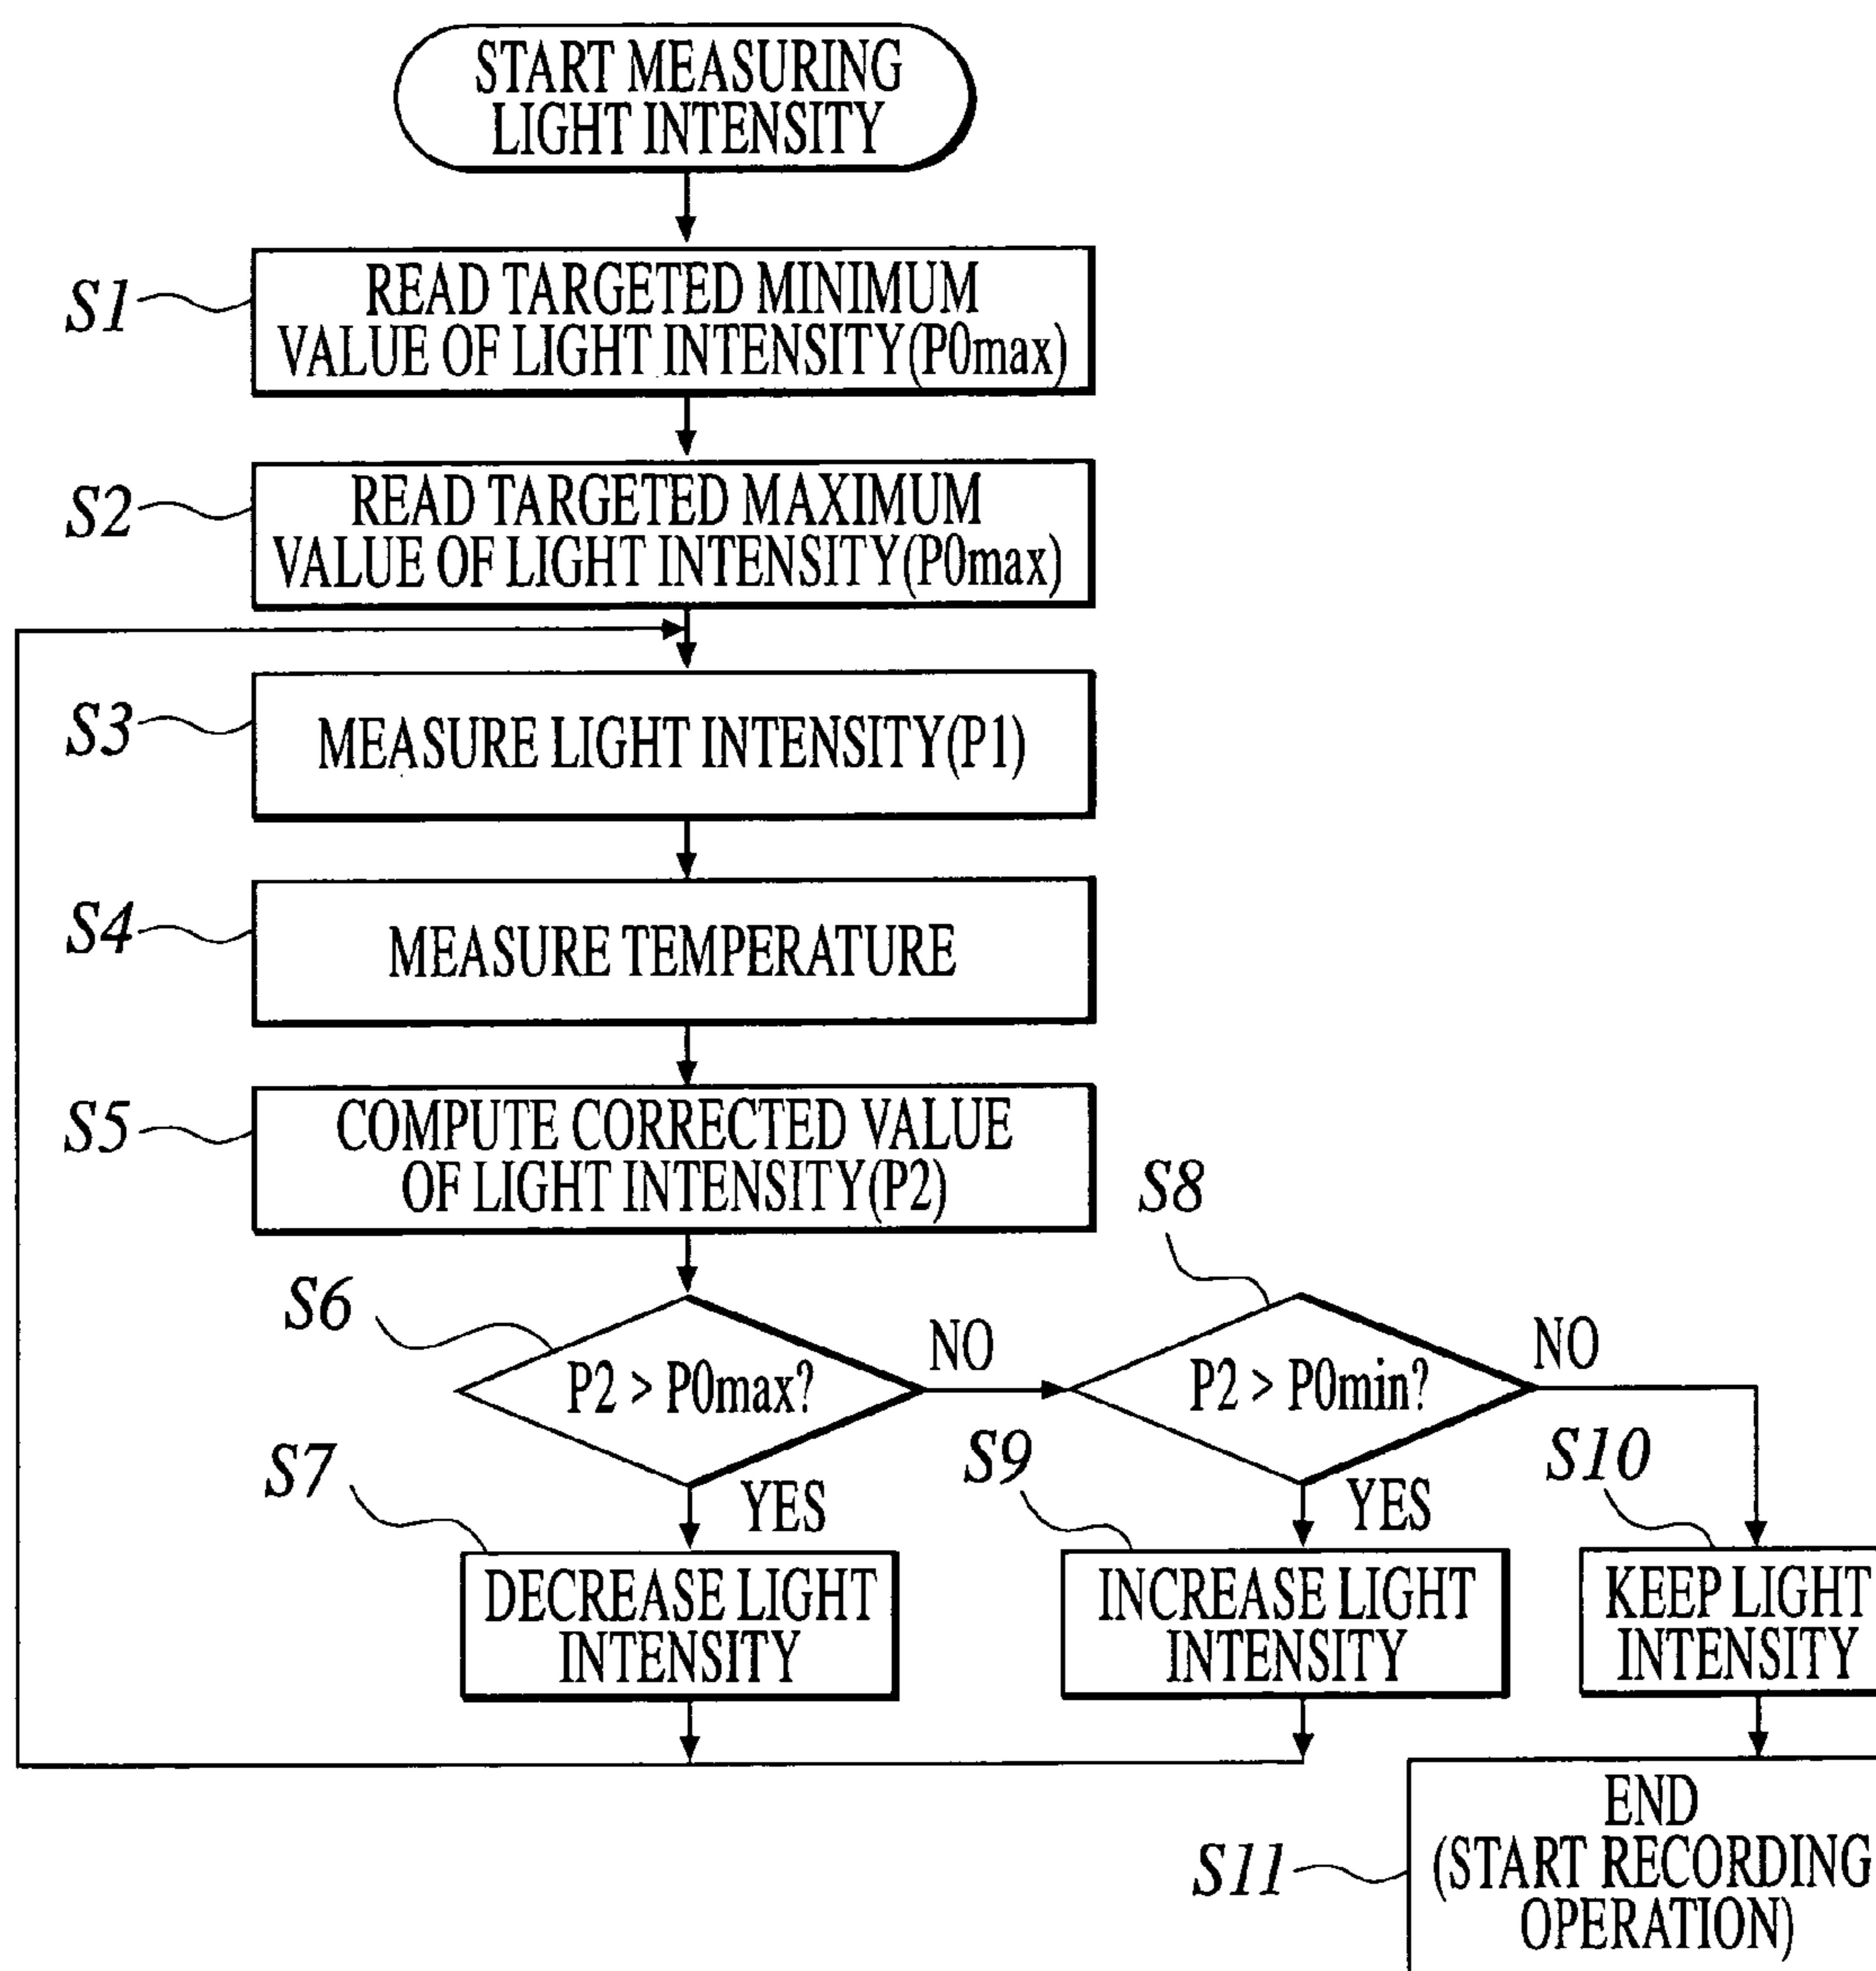 START MEASURING
LIGHT INTENSITY
S1
READ TARGETED MINIMUM
VALUE OF LIGHT INTENSITY(P0max)
S2
READ TARGETED MAXIMUM
VALUE OF LIGHT INTENSITY(P0max)
S3
MEASURE LIGHT INTENSITY(P1)
S4
MEASURE TEMPERATURE
S5
COMPUTE CORRECTED VALUE
OF LIGHT INTENSITY(P2)
S6
P2 > P0max?
NO
YES
S8
P2 > P0min?
NO
YES
S7
DECREASE LIGHT
INTENSITY
S9
INCREASE LIGHT
INTENSITY
S10
KEEP LIGHT
INTENSITY
S11
END
(START RECORDING
OPERATION)